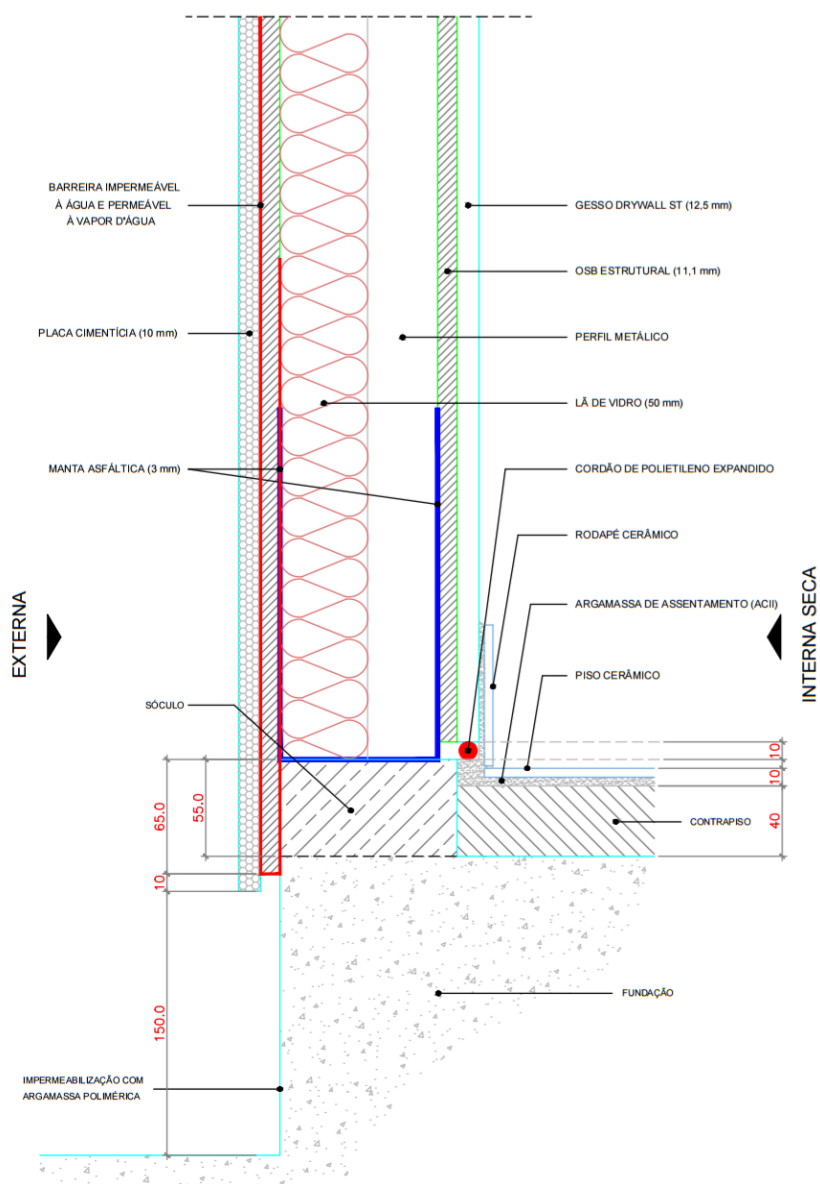 BARREIRA IMPERMEÁVEL
À ÁGUA E PERMEÁVEL
À VAPOR D'ÁGUA
PLACA CIMENTÍCIA (10 mm)
MANTA ASFÁLTICA (3 mm)
EXTERNA
SÓCULO
65.0
55.0
10
150.0
IMPERMEABILIZAÇÃO COM
ARGAMASSA POLIMÉRICA
GESSO DRYWALL ST (12,5 mm)
OSB ESTRUTURAL (11,1 mm)
PERFIL METÁLICO
LÃ DE VIDRO (50 mm)
CORDÃO DE POLIETILENO EXPANDIDO
RODAPÉ CERÂMICO
ARGAMASSA DE ASSENTAMENTO (ACII)
PISO CERÂMICO
INTERNA SECA
10
10
40
CONTRAPISO
FUNDAÇÃO